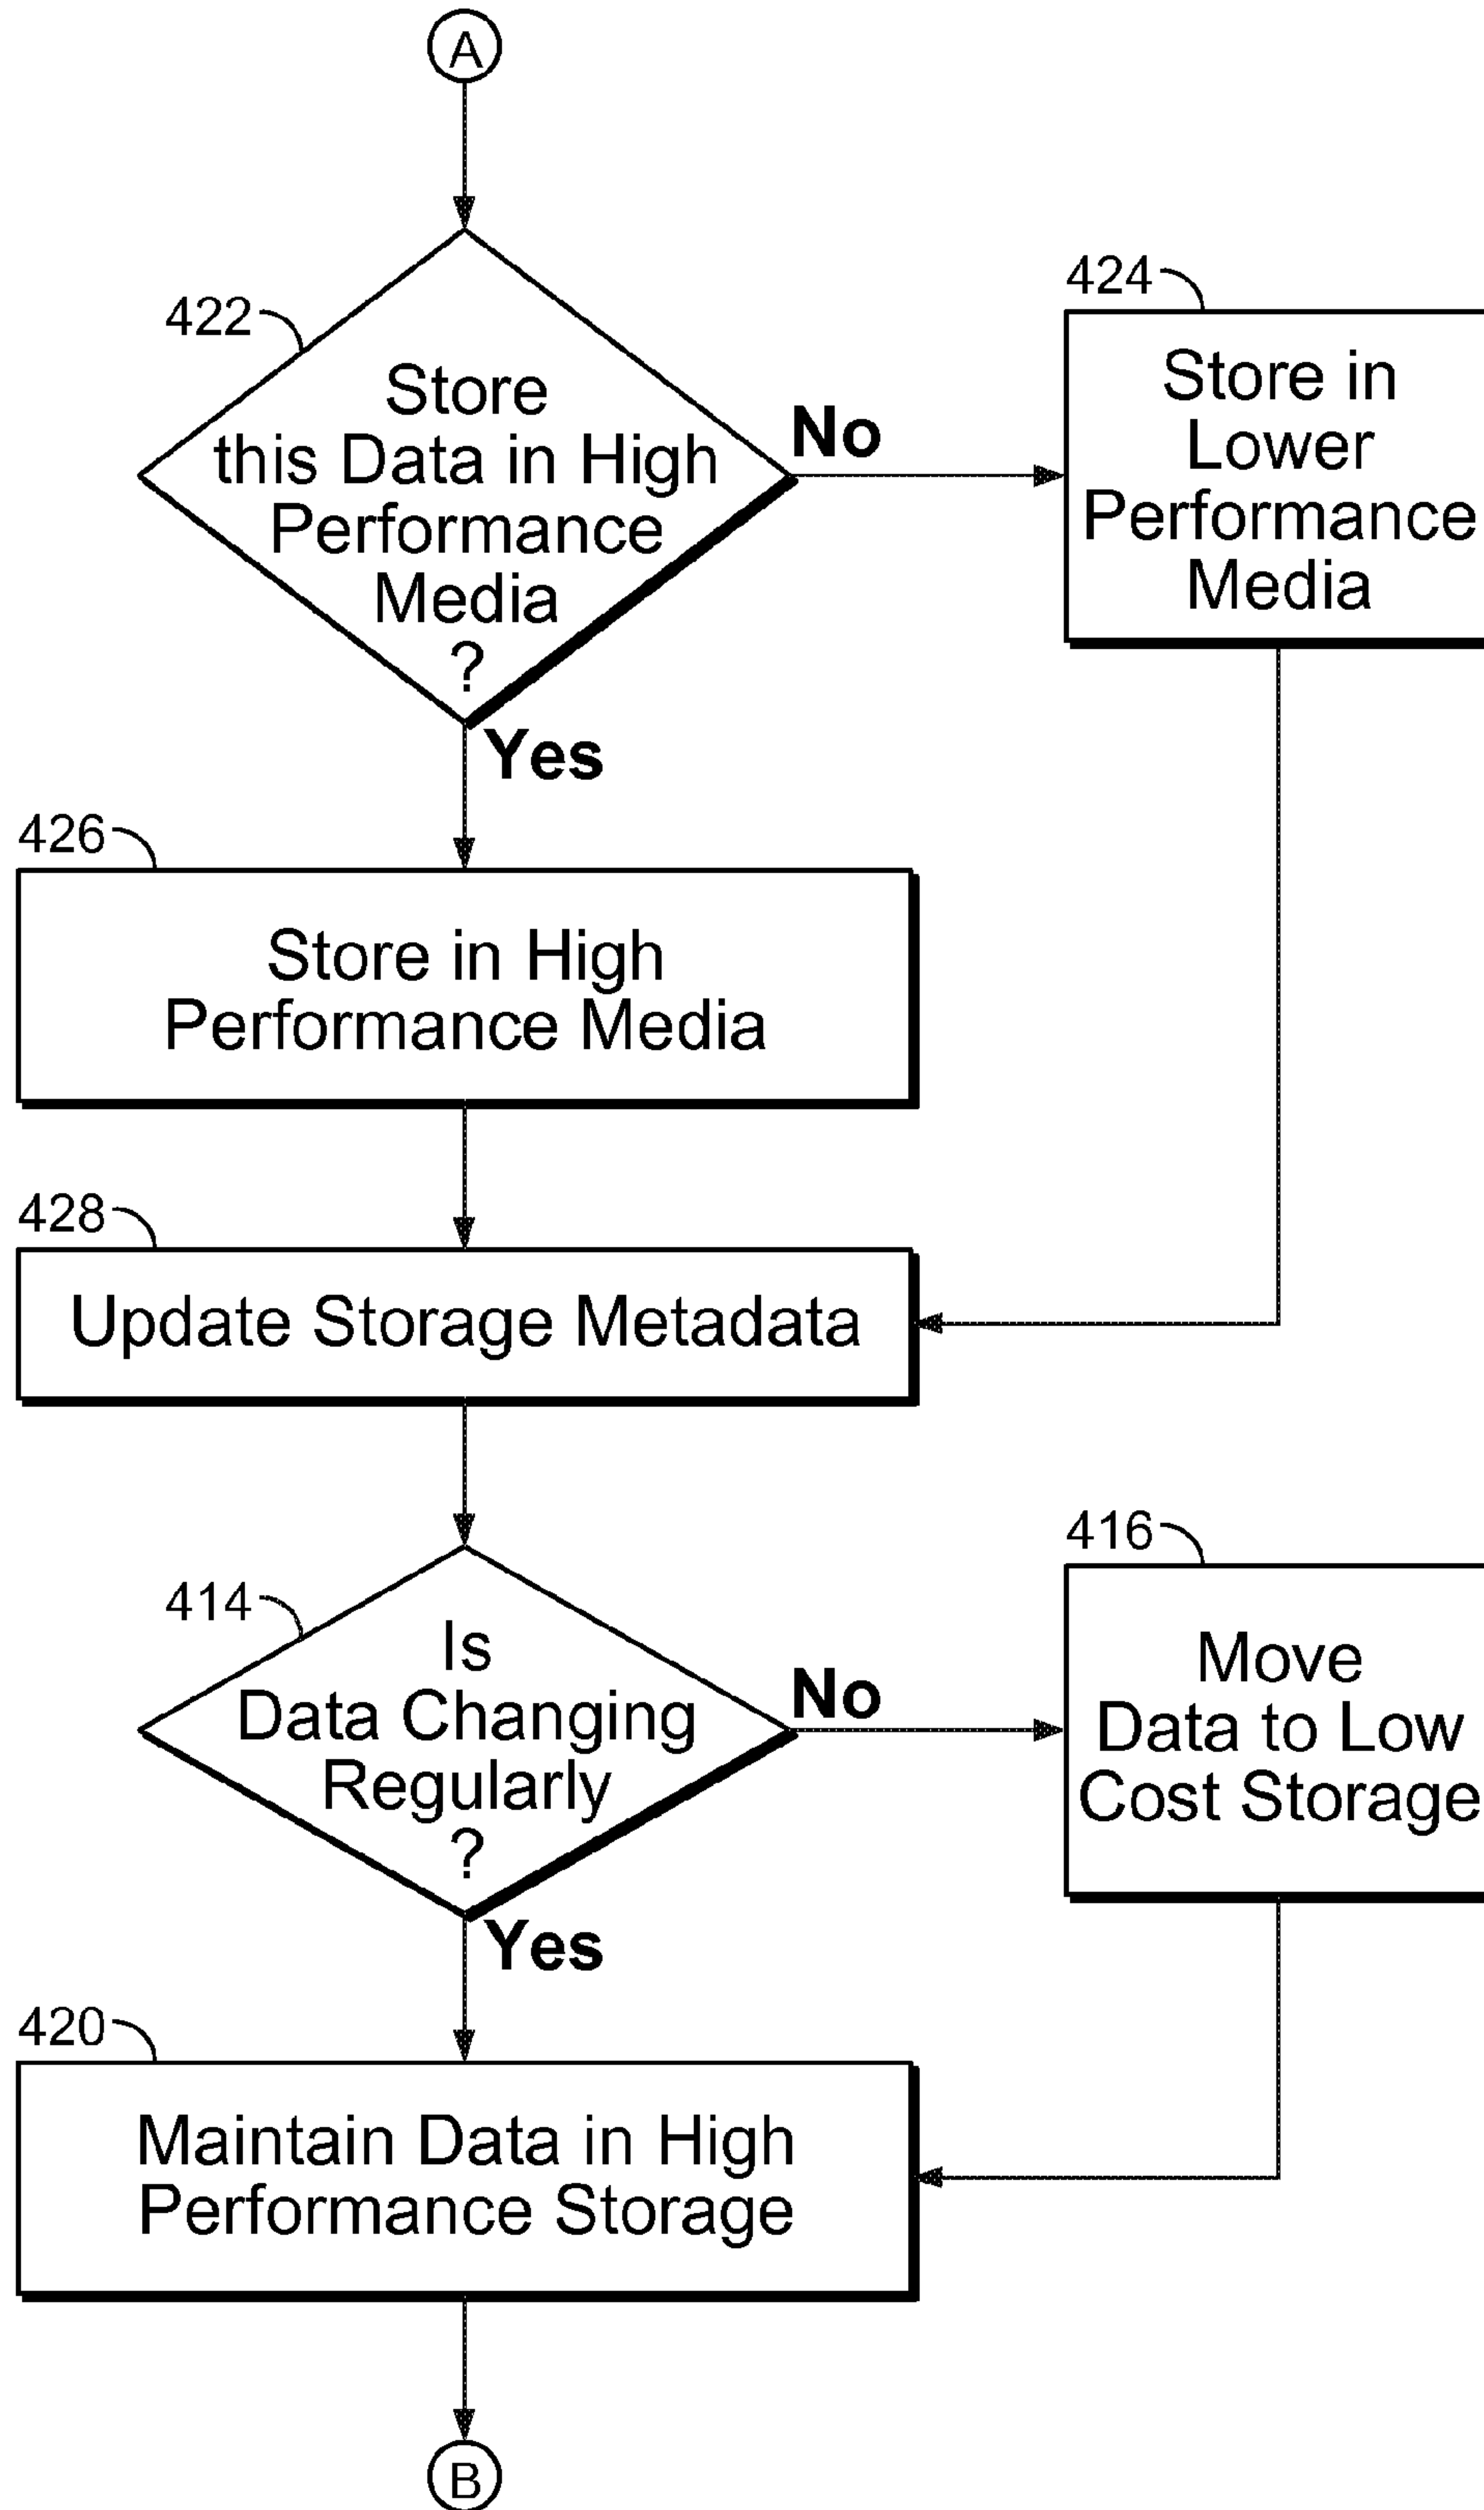 A
422
Store
this Data in High
Performance
Media
?
No
Yes
424
Store in
Lower
Performance
Media
426
Store in High
Performance Media
428
Update Storage Metadata
414
Is
Data Changing
Regularly
?
No
Yes
416
Move
Data to Low
Cost Storage
420
Maintain Data in High
Performance Storage
B